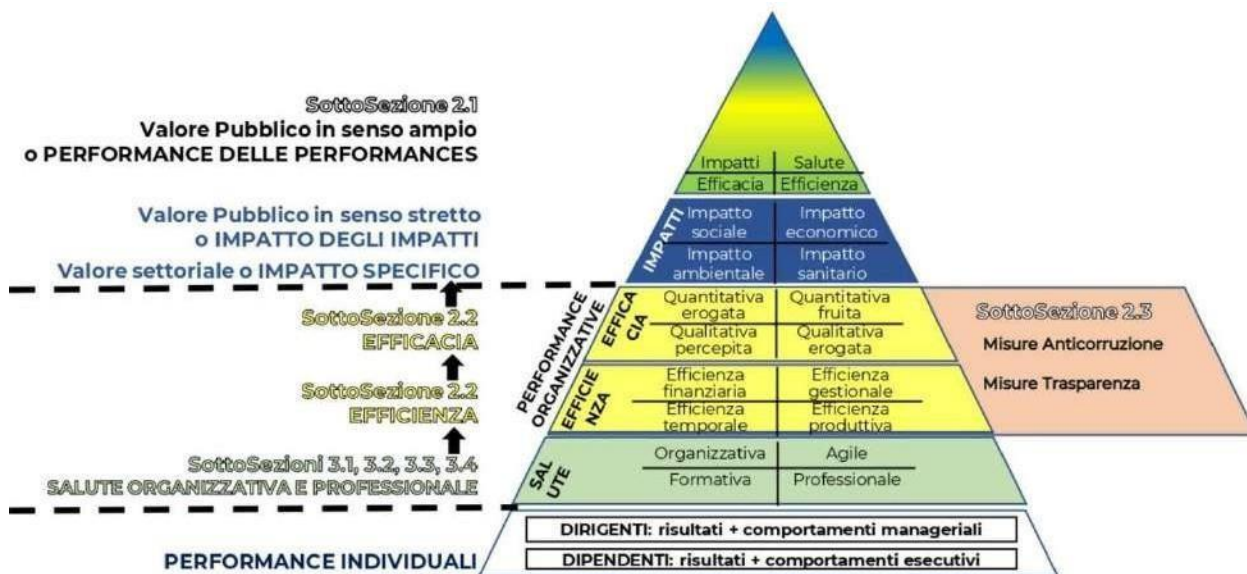 SottoSezione 2.1
Valore Pubblico in senso ampio
o PERFORMANCE DELLE PERFORMANCES
Impatti Salute
Efficacia Efficienza
Valore Pubblico in senso stretto
o IMPATTO DEGLI IMPATTI
Valore settoriale o IMPATTO SPECIFICO
IMPATTI
Impatto
sociale
Impatto
economico
Impatto
ambientale
Impatto
sanitario
SottoSezione 2.2
EFFICACIA
SottoSezione 2.2
EFFICIENZA
PERFORMANCE
ORGANIZZATIVE
EFFICA
CIA
Quantitativa
erogata
Quantitativa
fruita
Qualitativa
percepita
Qualitativa
erogata
EFFICIE
NZA
Efficienza
finanziaria
Efficienza
gestionale
Efficienza
temporale
Efficienza
produttiva
SottoSezione 2.3
Misure Anticorruzione
Misure Trasparenza
SottoSezioni 3.1, 3.2, 3.3, 3.4
SALUTE ORGANIZZATIVA E PROFESSIONALE
SAL
UTE
Organizzativa Agile
Formativa Professionale
PERFORMANCE INDIVIDUALI
DIRIGENTI: risultati + comportamenti manageriali
DIPENDENTI: risultati + comportamenti esecutivi